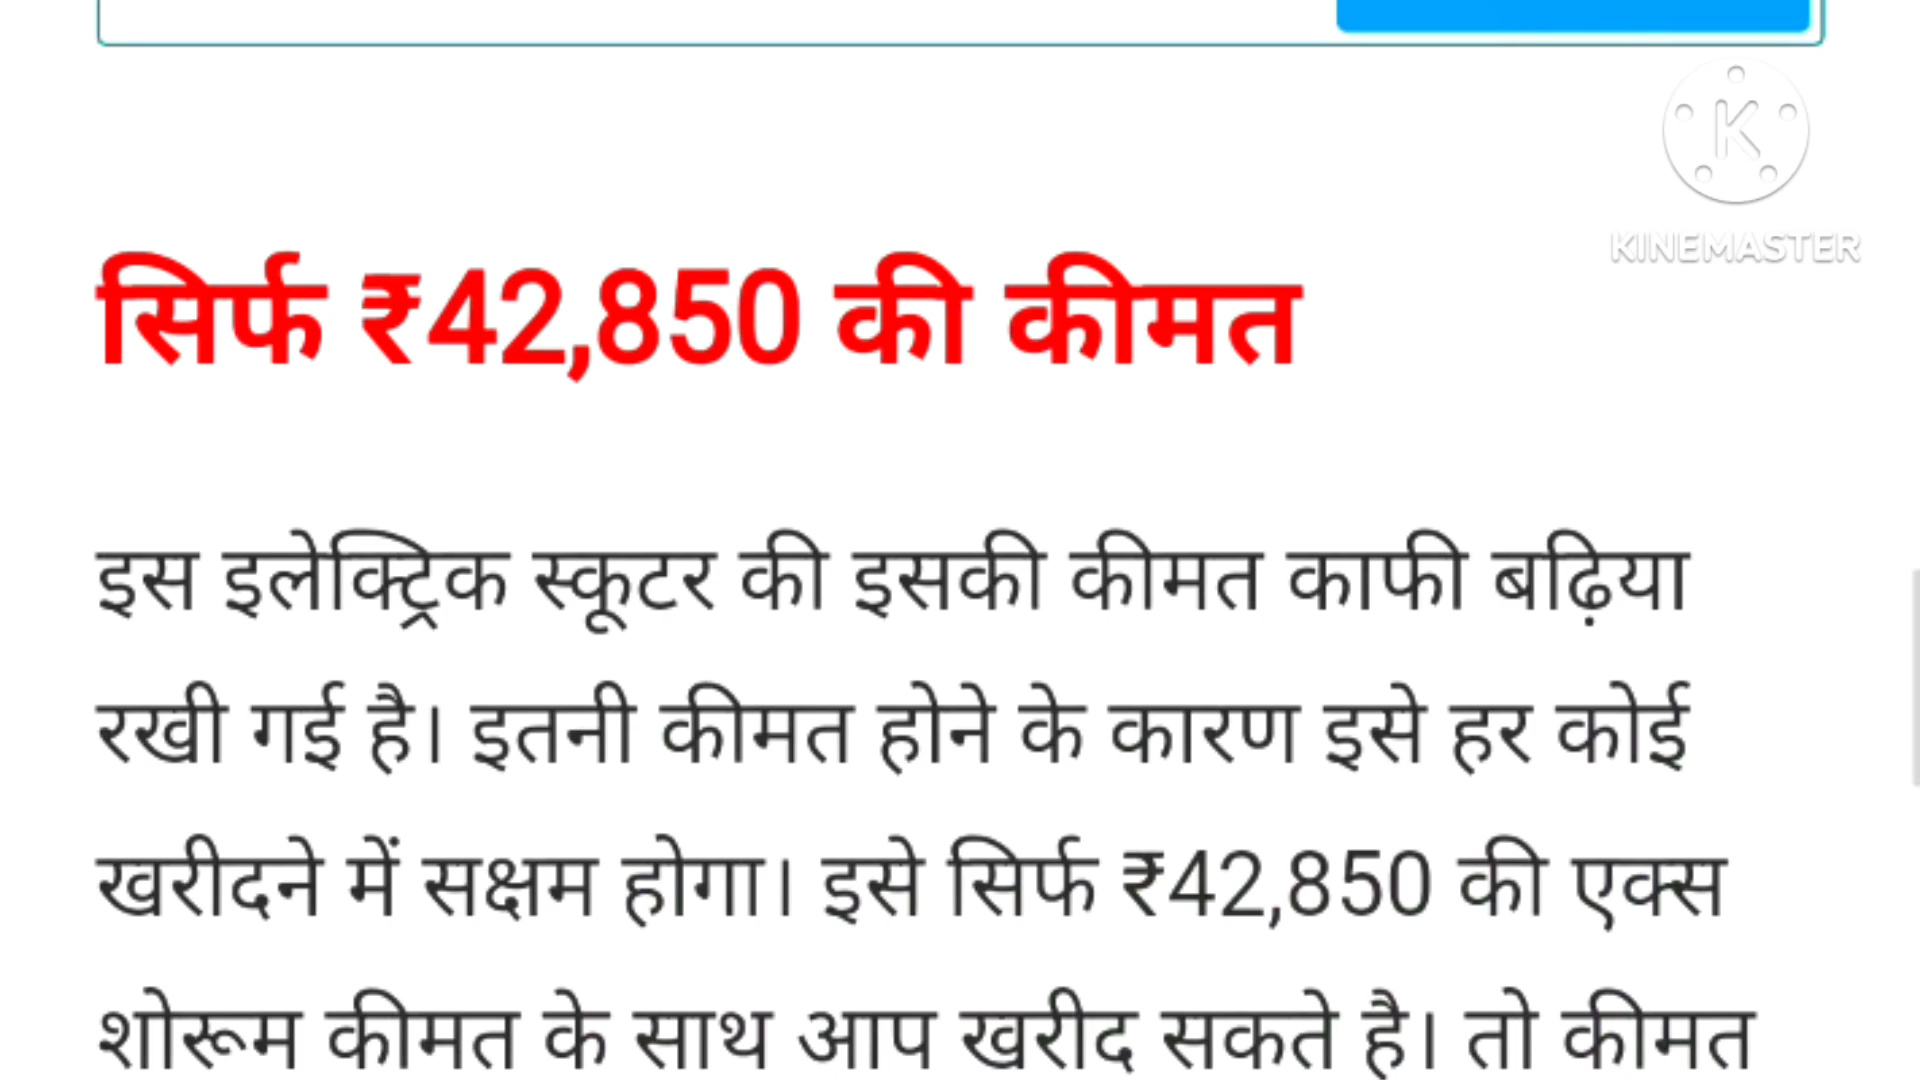 K
KINEMASTER
सिर्फ ₹42,850 की कीमत
इस इलेक्ट्रिक स्कूटर की इसकी कीमत काफी बढ़िया
रखी गई है। इतनी कीमत होने के कारण इसे हर कोई
खरीदने में सक्षम होगा। इसे सिर्फ ₹42,850 की एक्स
शोरूम कीमत के साथ आप खरीद सकते है। तो कीमत